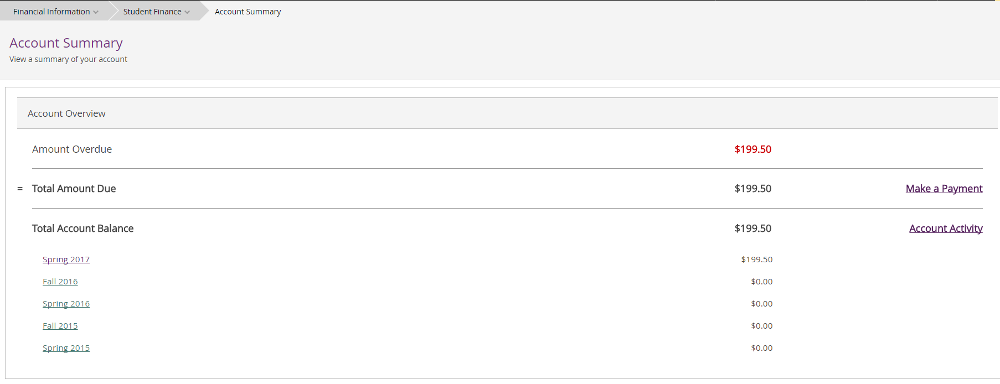 Financial Information Student Finance Account Summary
Account Summary
View a summary of your account
Account Overview
Amount Overdue $199.50
= Total Amount Due $199.50 Make a Payment
Total Account Balance $199.50 Account Activity
Spring 2017 $199.50
Fall 2016 $0.00
Spring 2016 $0.00
Fall 2015 $0.00
Spring 2015 $0.00